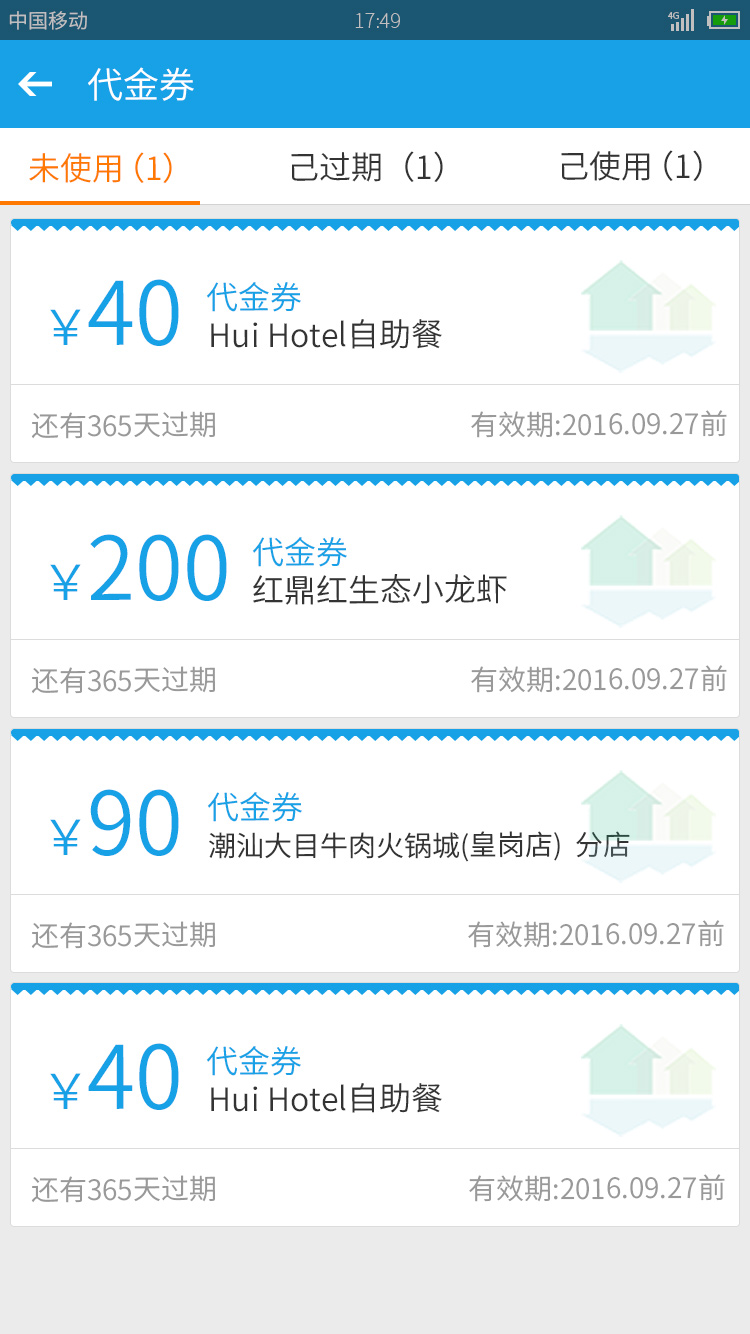 中国移动 17:49 4G
代金券
未使用（1） 己过期（1） 己使用（1）
¥40 代金券
Hui Hotel自助餐
还有365天过期 有效期:2016.09.27前
¥200 代金券
红鼎红生态小龙虾
还有365天过期 有效期:2016.09.27前
¥90 代金券
潮汕大目牛肉火锅城(皇岗店) 分店
还有365天过期 有效期:2016.09.27前
¥40 代金券
Hui Hotel自助餐
还有365天过期 有效期:2016.09.27前